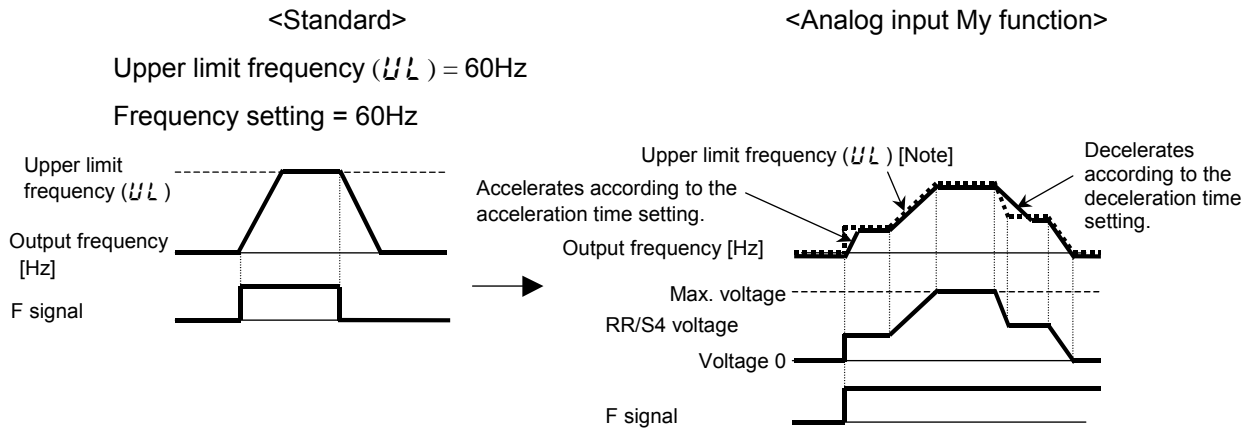 <Standard>
Upper limit frequency (UL) = 60Hz
Frequency setting = 60Hz
Upper limit
frequency (UL)
Output frequency
[Hz]
F signal
<Analog input My function>
Upper limit frequency (UL) [Note]
Accelerates according to the
acceleration time setting.
Decelerates
according to the
deceleration time
setting.
Output frequency [Hz]
Max. voltage
RR/S4 voltage
Voltage 0
F signal